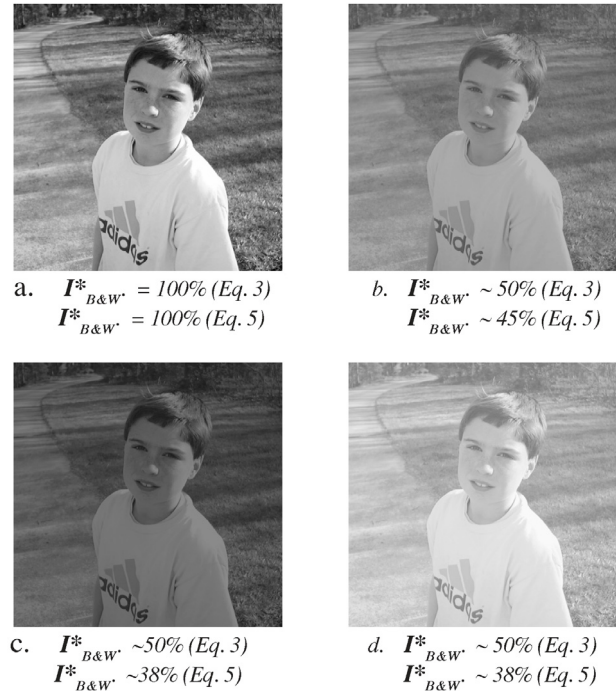 adidas
adidas
a. I*B&W. = 100% (Eq. 3)
I*B&W. = 100% (Eq. 5)
b. I*B&W. ~ 50% (Eq. 3)
I*B&W. ~ 45% (Eq. 5)
adidas
adidas
c. I*B&W. ~50% (Eq. 3)
I*B&W. ~38% (Eq. 5)
d. I*B&W. ~ 50% (Eq. 3)
I*B&W. ~ 38% (Eq. 5)